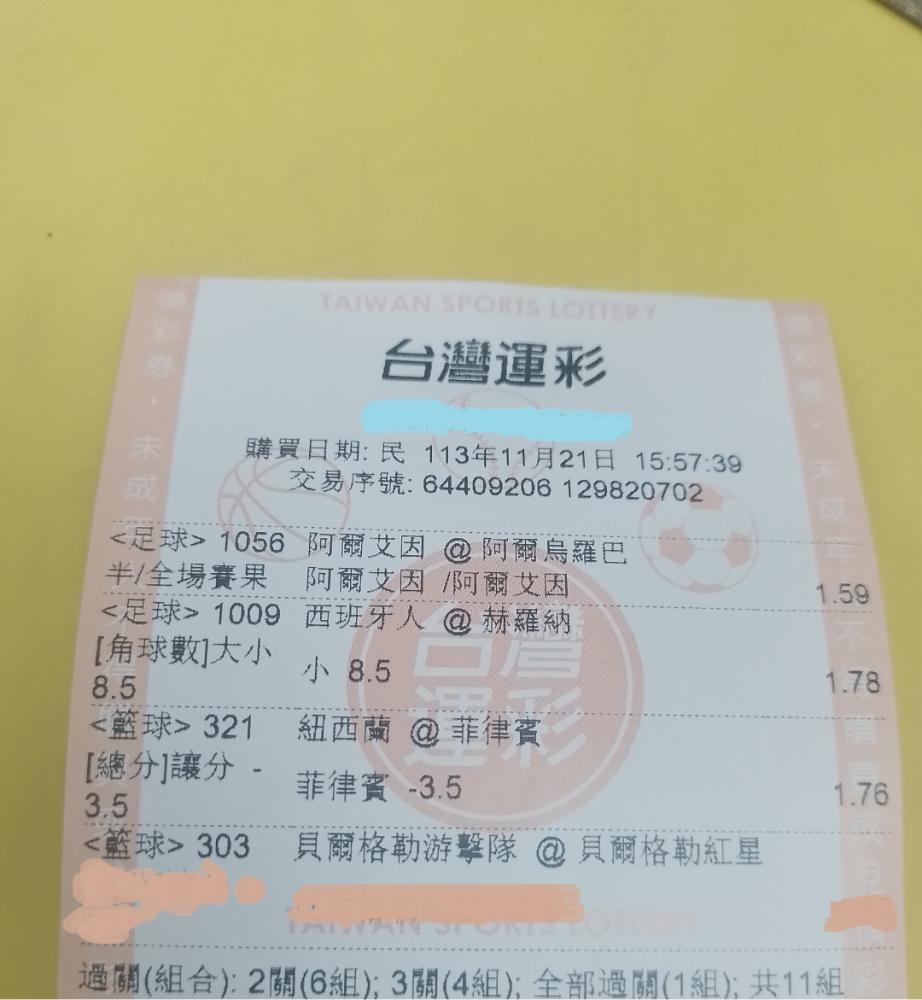 TAIWAN SPORTS LOTTERY
台灣運彩
購買日期: 民 113年11月21日 15:57:39
交易序號: 64409206 129820702
<足球> 1056 阿爾艾因 @ 阿爾烏羅巴
半/全場賽果 阿爾艾因 /阿爾艾因 1.59
<足球> 1009 西班牙人 @ 赫羅納
[角球數]大小 8.5 小 8.5 1.78
<籃球> 321 紐西蘭 @ 菲律賓
[總分]讓分 -3.5 菲律賓 -3.5 1.76
<籃球> 303 貝爾格勒游擊隊 @ 貝爾格勒紅星
TAIWAN SPORTS LOTTERY
過關(組合): 2關(6組); 3關(4組); 全部過關(1組); 共11組
台灣運彩